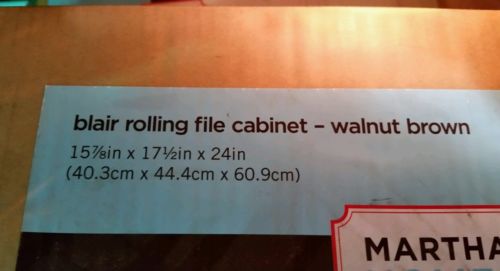 blair rolling file cabinet – walnut brown
15⅞in x 17½in x 24in
(40.3cm x 44.4cm x 60.9cm)
MARTHA